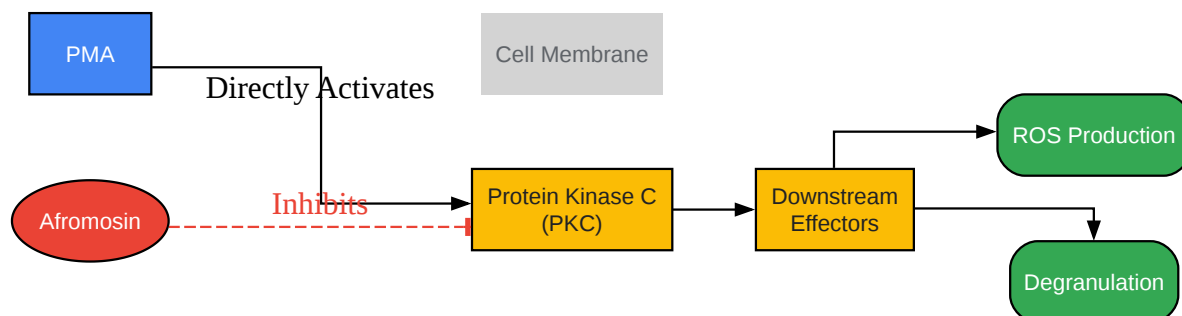 PMA
Cell Membrane
Directly Activates
ROS Production
Afromosin
Inhibits
Protein Kinase C
(PKC)
Downstream
Effectors
Degranulation